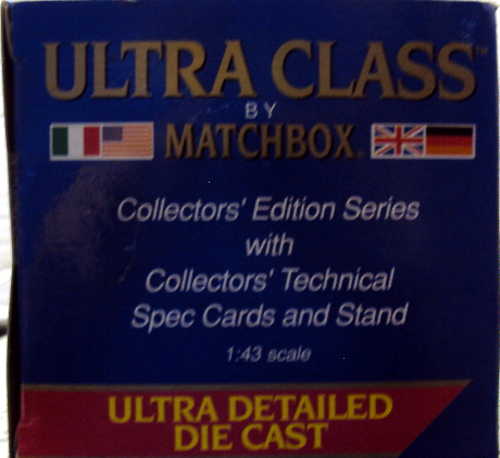 ULTRA CLASS™
BY
MATCHBOX®
Collectors' Edition Series
with
Collectors' Technical
Spec Cards and Stand
1:43 scale
ULTRA DETAILED
DIE CAST